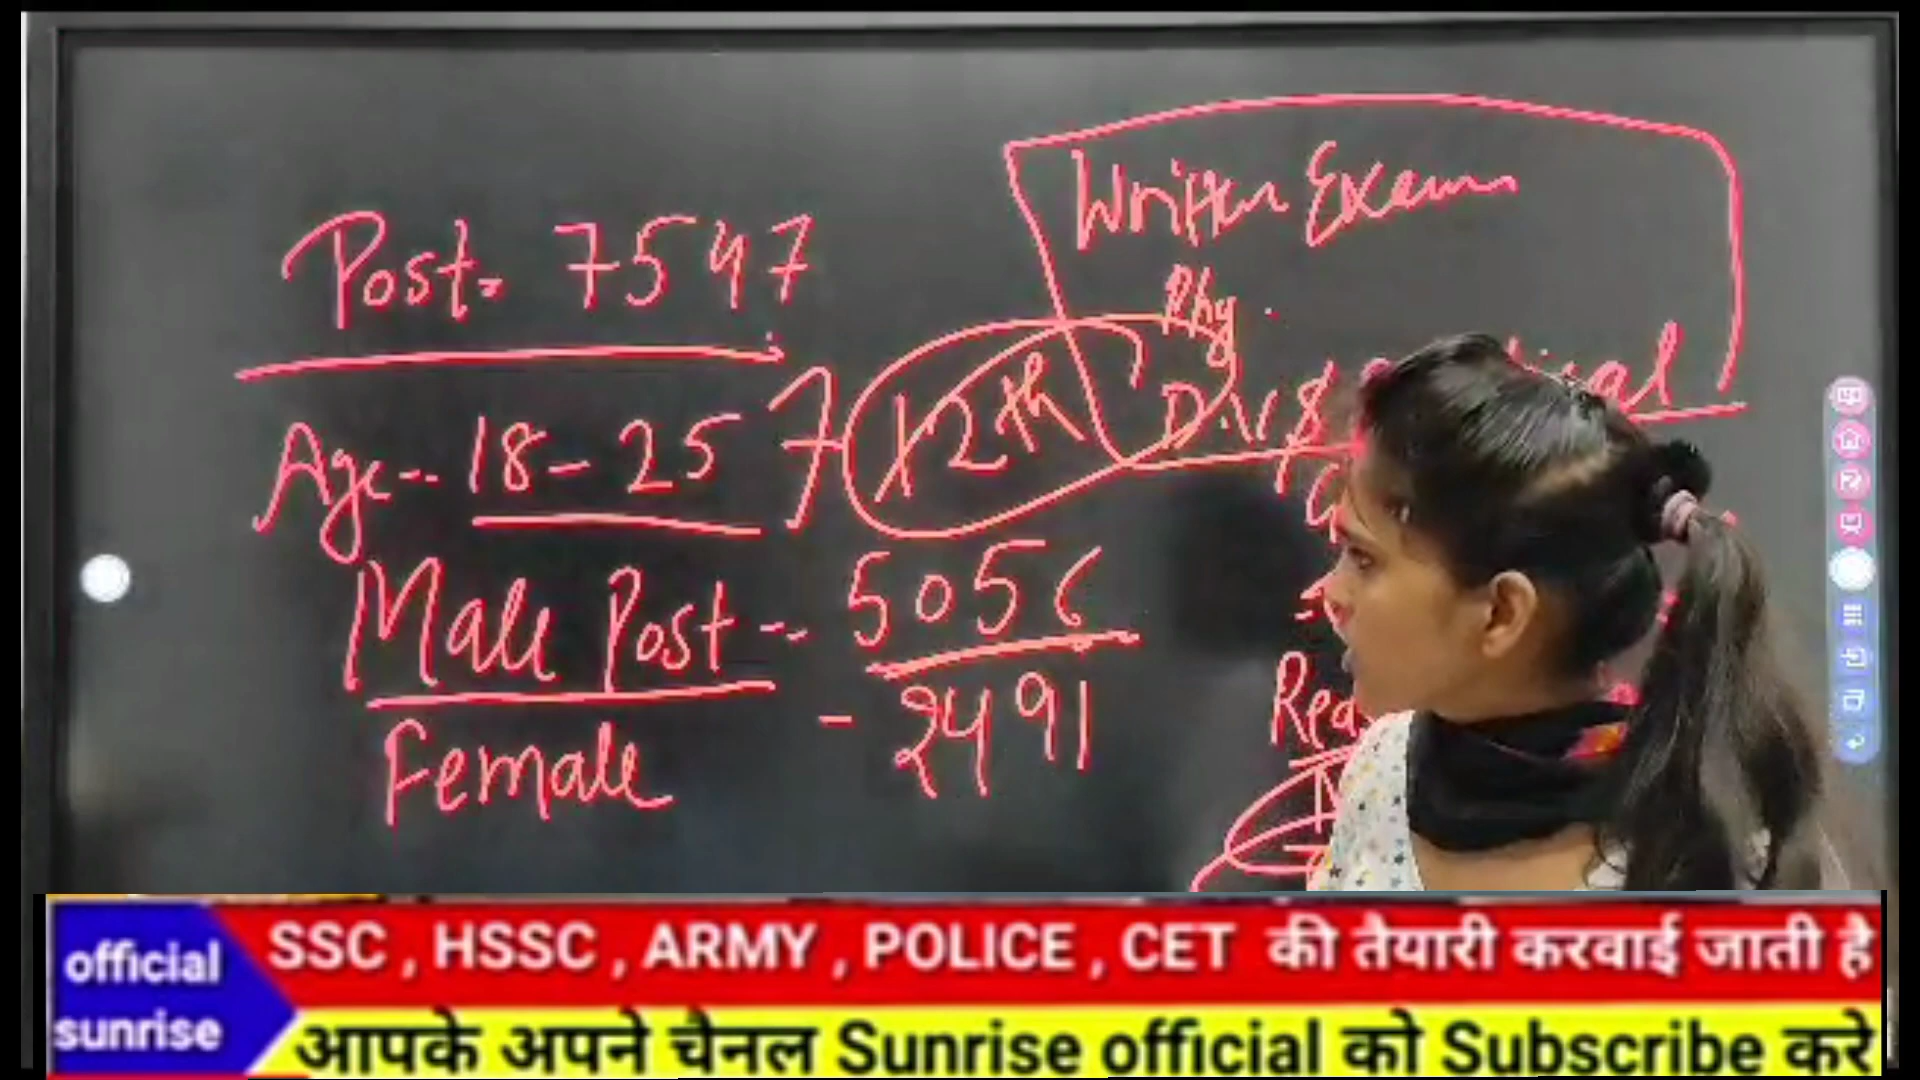 Written Exam
Post- 7547
Phy.
Age-- 18-25
12th
D.V &
Male Post-- 5056
Female - 2491
official sunrise
SSC , HSSC , ARMY , POLICE , CET की तैयारी करवाई जाती है
आपके अपने चैनल Sunrise official को Subscribe करे